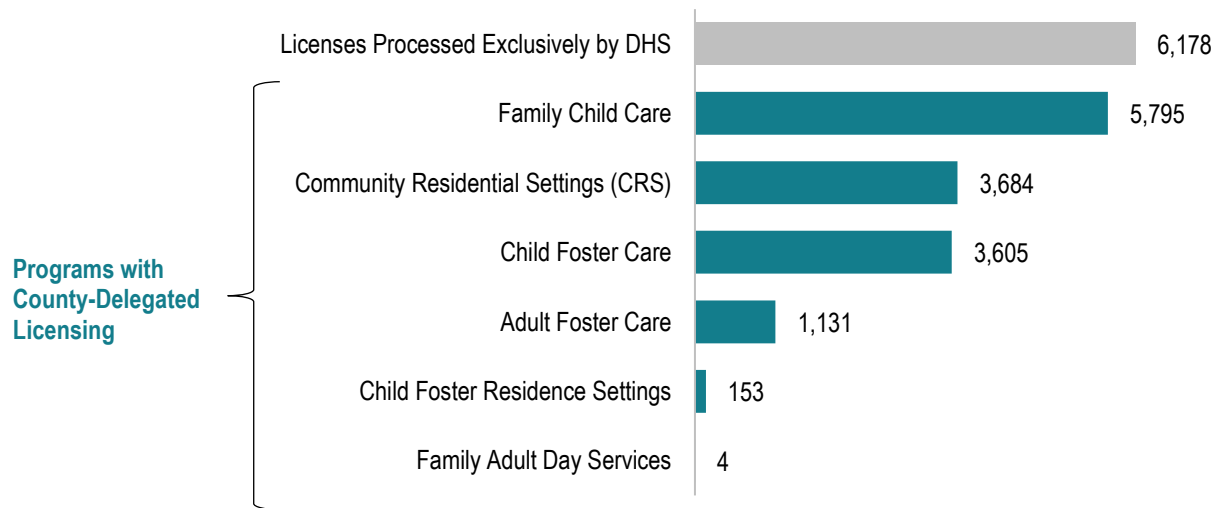 Licenses Processed Exclusively by DHS 6,178
Family Child Care 5,795
Community Residential Settings (CRS) 3,684
Child Foster Care 3,605
Programs with
County-Delegated
Licensing
Adult Foster Care 1,131
Child Foster Residence Settings 153
Family Adult Day Services 4